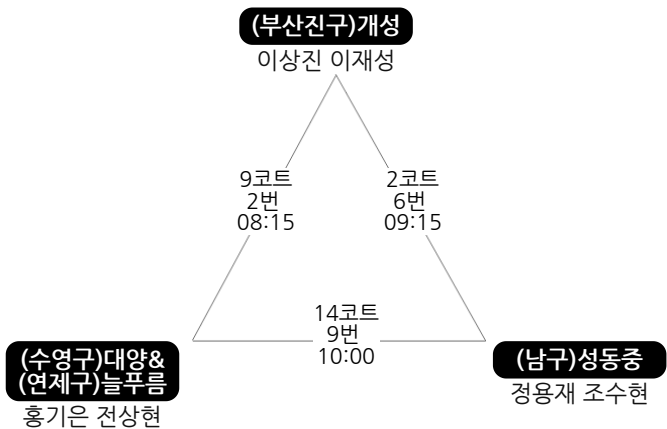 (부산진구)개성
이상진 이재성
9코트
2번
08:15
2코트
6번
09:15
14코트
9번
10:00
(수영구)대양&
(연제구)늘푸름
홍기은 전상현
(남구)성동중
정용재 조수현